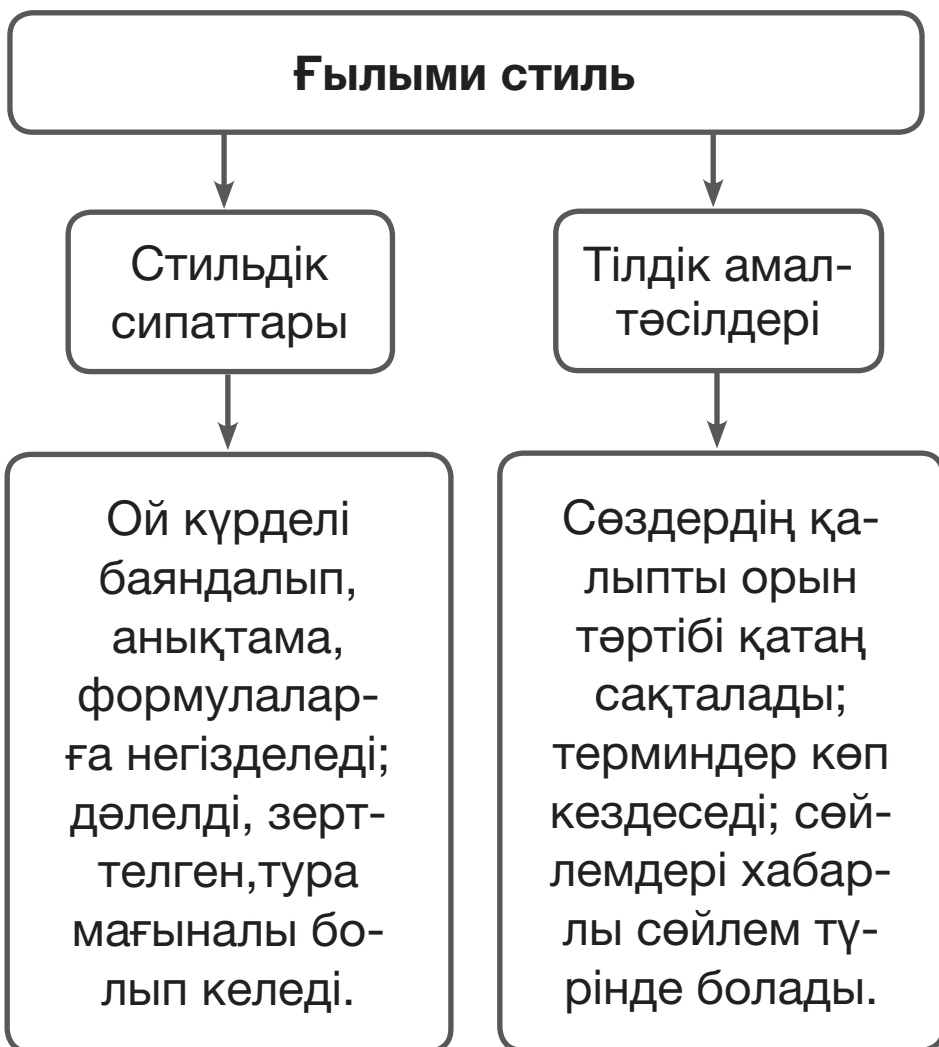 Ғылыми стиль
Стильдік
сипаттары
Тілдік амал-
тәсілдері
Ой күрделі
баяндалып,
анықтама,
формулалар-
ға негізделеді;
дәлелді, зерт-
телген,тура
мағыналы бо-
лып келеді.
Сөздердің қа-
лыпты орын
тәртібі қатаң
сақталады;
терминдер көп
кездеседі; сөй-
лемдері хабар-
лы сөйлем тү-
рінде болады.